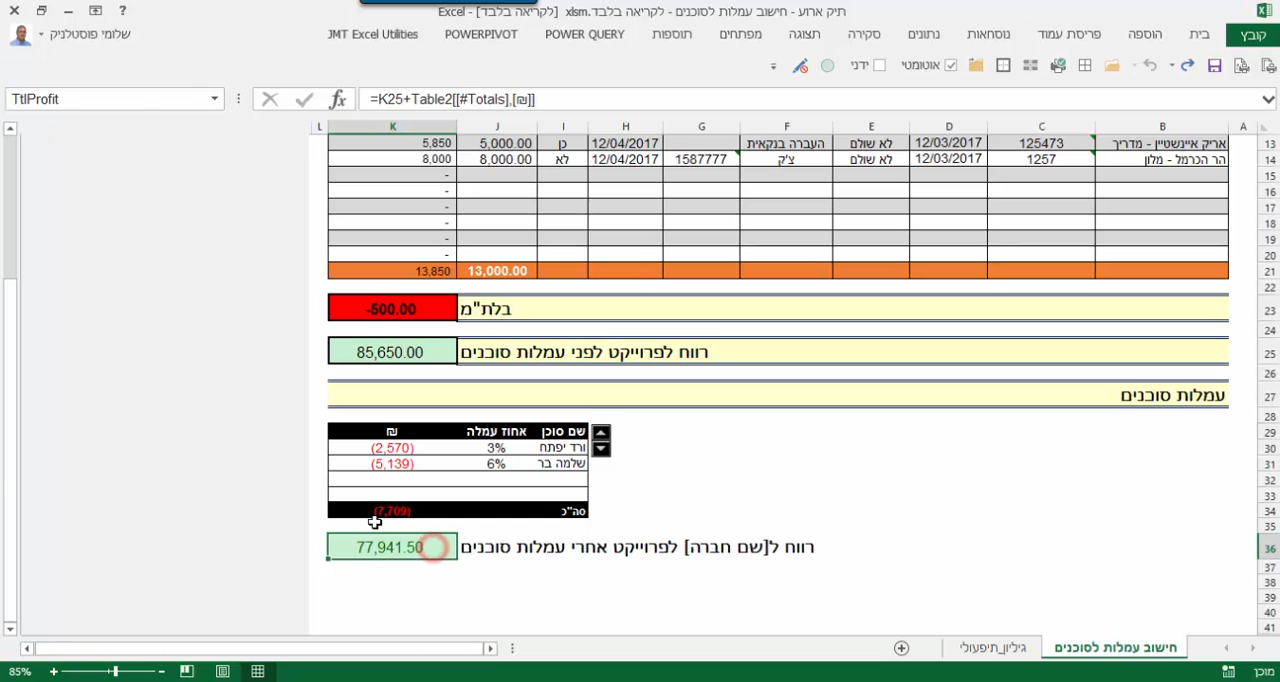 תיק ארוע - חישוב עמלות לסוכנים - לקריאה בלבד.xlsm [לקריאה בלבד] - Excel
?
קובץ בית הוספה פריסת עמוד נוסחאות נתונים סקירה תצוגה מפתחים תוספות POWER QUERY POWERPIVOT JMT Excel Utilities שלומי פוסטלניק
אוטומטי ידני
TtlProfit fx =K25+Table2[[#Totals],[₪]]
A B C D E F G H I J K L
13 אריק איינשטיין - מדריך 125473 12/03/2017 לא שולם העברה בנקאית 12/04/2017 כן 5,000.00 5,850
14 הר הכרמל - מלון 1257 12/03/2017 לא שולם צ'ק 1587777 12/04/2017 לא 8,000.00 8,000
15 -
16 -
17 -
18 -
19 -
20 -
21 13,000.00 13,850
22
23 בלת"מ -500.00
24
25 רווח לפרוייקט לפני עמלות סוכנים 85,650.00
26
27 עמלות סוכנים
28
29 שם סוכן אחוז עמלה ₪
30 ורד יפתח 3% (2,570)
31 שלמה בר 6% (5,139)
32
33
34 סה"כ (7,709)
35
36 רווח ל[שם חברה] לפרוייקט אחרי עמלות סוכנים 77,941.50
37
38
39
40
41
חישוב עמלות לסוכנים גיליון_תיפעולי
מוכן 85%